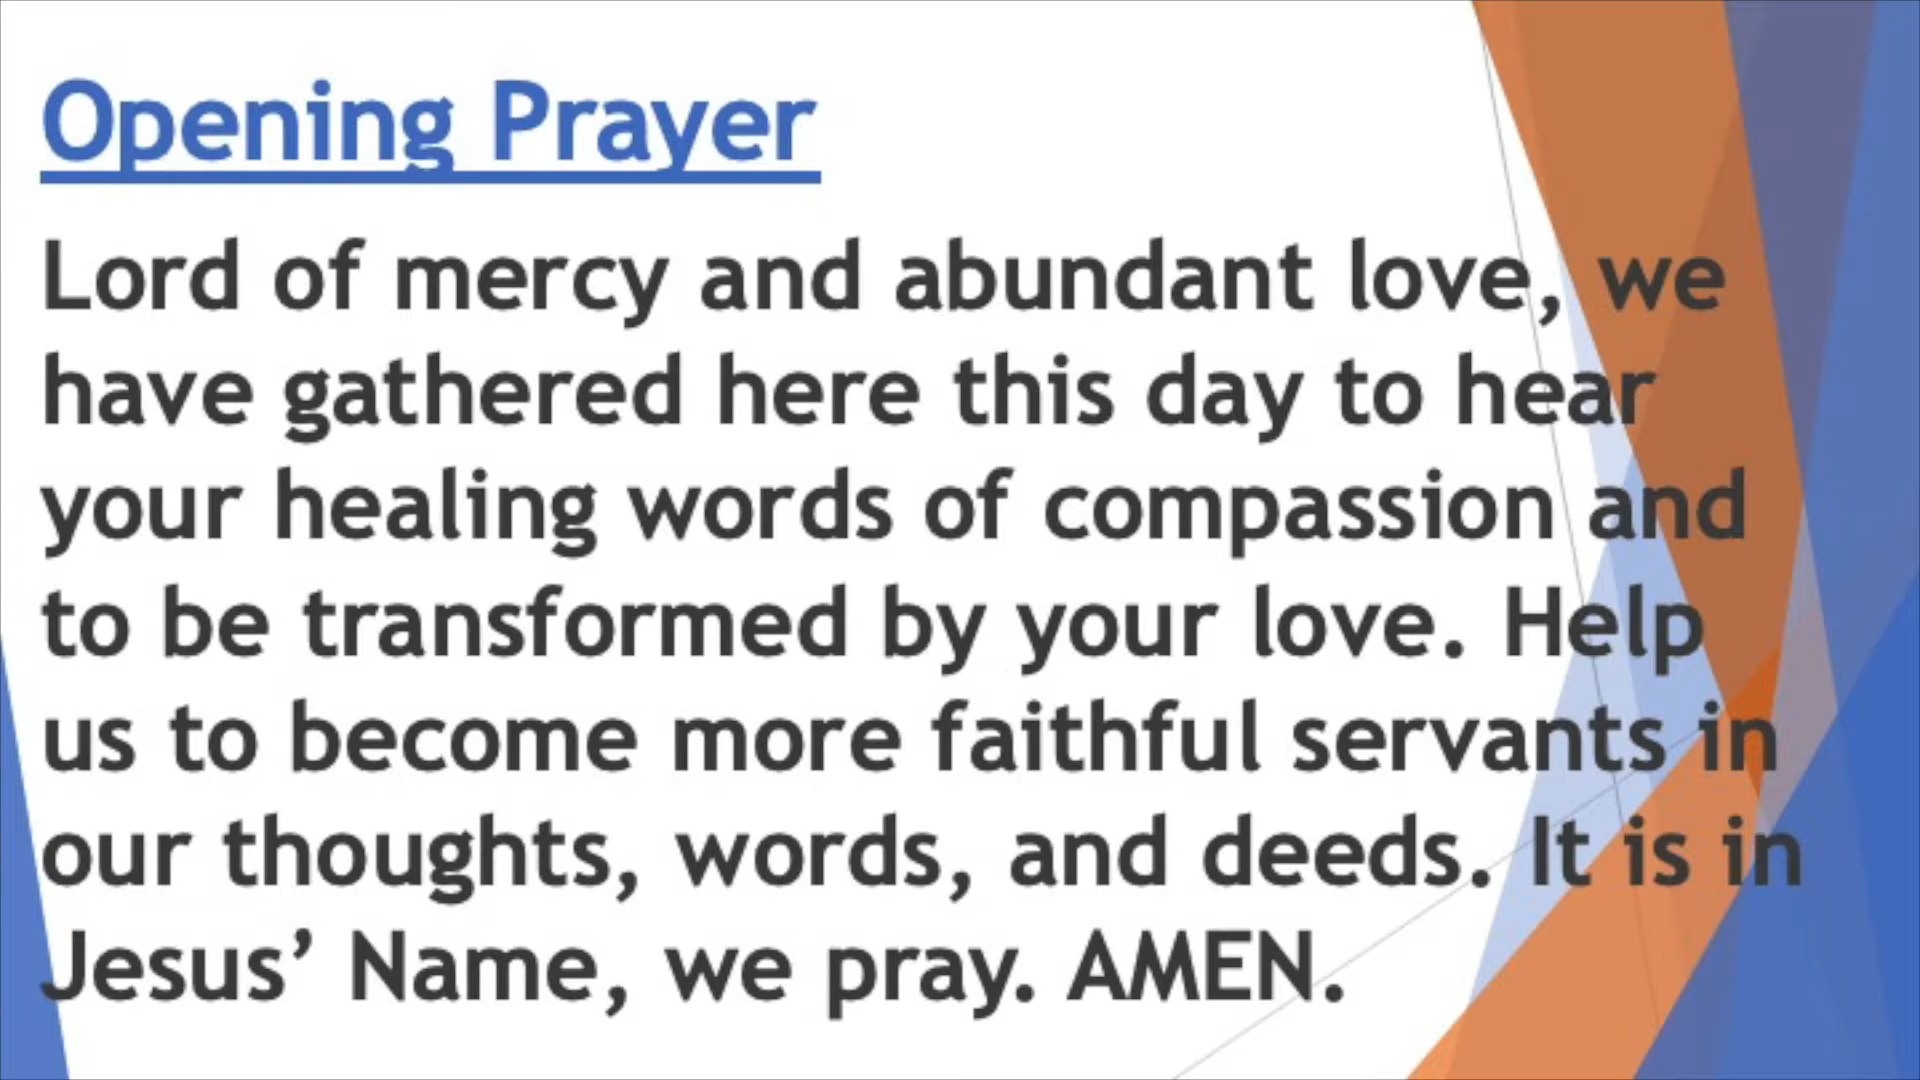 Opening Prayer
Lord of mercy and abundant love, we
have gathered here this day to hear
your healing words of compassion and
to be transformed by your love. Help
us to become more faithful servants in
our thoughts, words, and deeds. It is in
Jesus’ Name, we pray. AMEN.